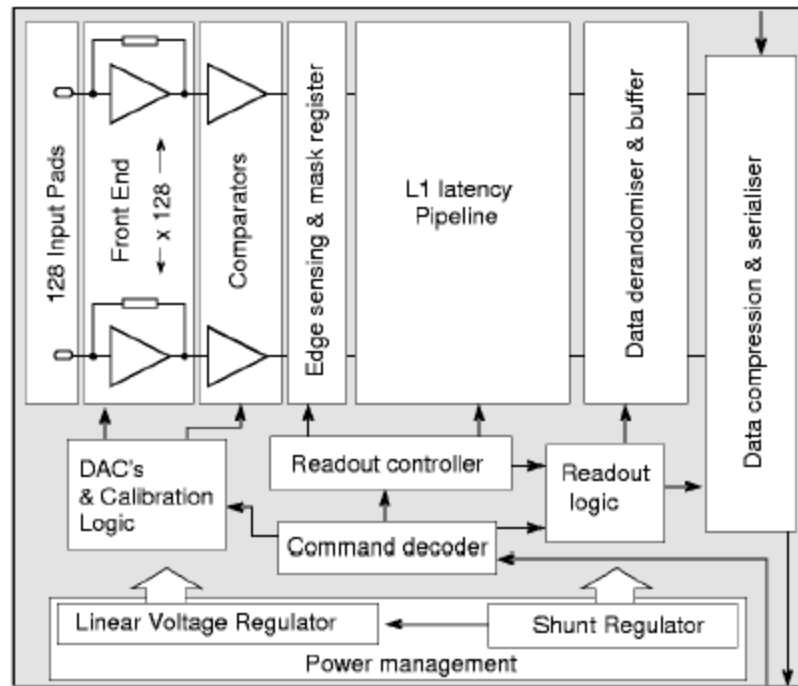 128 Input Pads
Front End
← x 128 →
Comparators
Edge sensing & mask register
L1 latency
Pipeline
Data derandomiser & buffer
Data compression & serialiser
DAC's
& Calibration
Logic
Readout controller
Readout
logic
Command decoder
Linear Voltage Regulator
Shunt Regulator
Power management